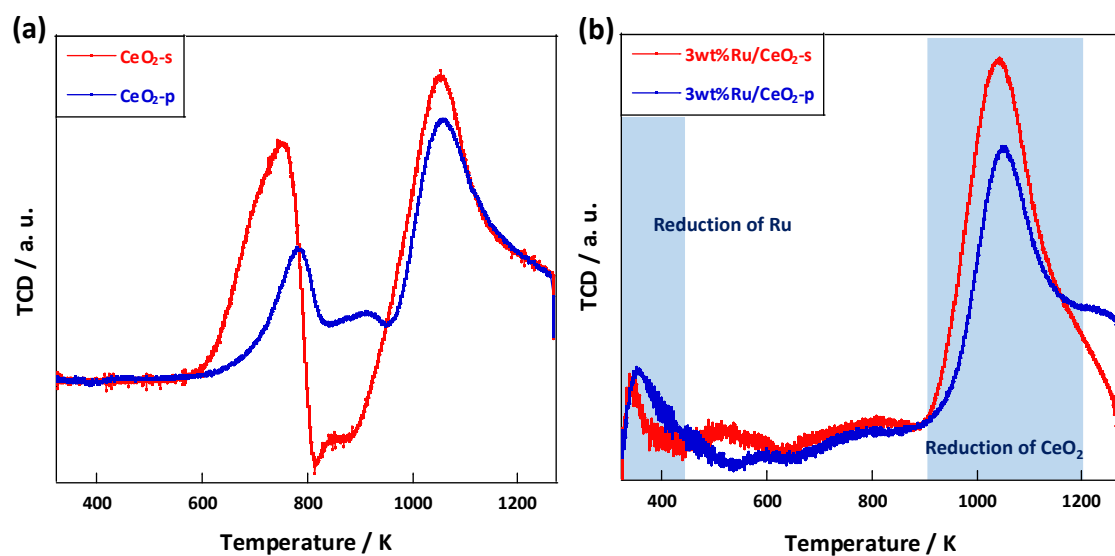 (a)
CeO₂-s
CeO₂-p
TCD / a. u.
400 600 800 1000 1200
Temperature / K
(b)
3wt%Ru/CeO₂-s
3wt%Ru/CeO₂-p
Reduction of Ru
Reduction of CeO₂
TCD / a. u.
400 600 800 1000 1200
Temperature / K